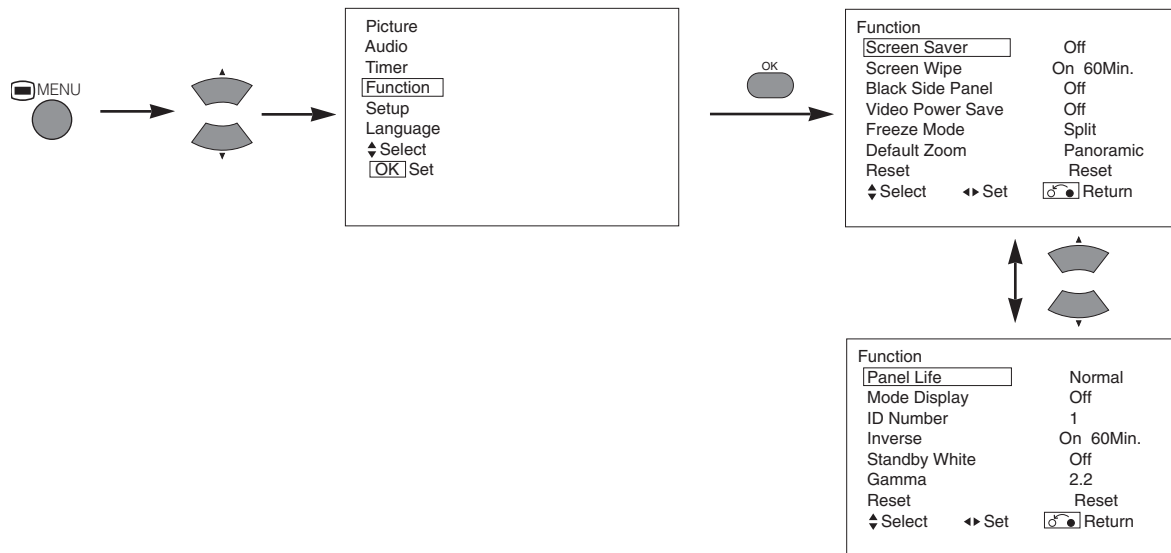 MENU
Picture
Audio
Timer
Function
Setup
Language
Select
OK Set
OK
Function
Screen Saver Off
Screen Wipe On 60Min.
Black Side Panel Off
Video Power Save Off
Freeze Mode Split
Default Zoom Panoramic
Reset Reset
Select Set Return
Function
Panel Life Normal
Mode Display Off
ID Number 1
Inverse On 60Min.
Standby White Off
Gamma 2.2
Reset Reset
Select Set Return